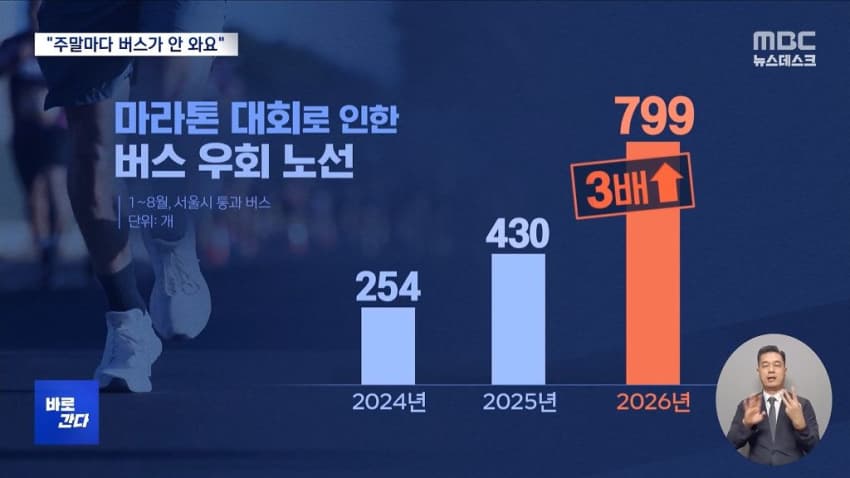 "주말마다 버스가 안 와요"
MBC
뉴스데스크
마라톤 대회로 인한
버스 우회 노선
1~8월, 서울시 통과 버스
단위: 개
799
3배
430
254
2024년
2025년
2026년
바로
간다